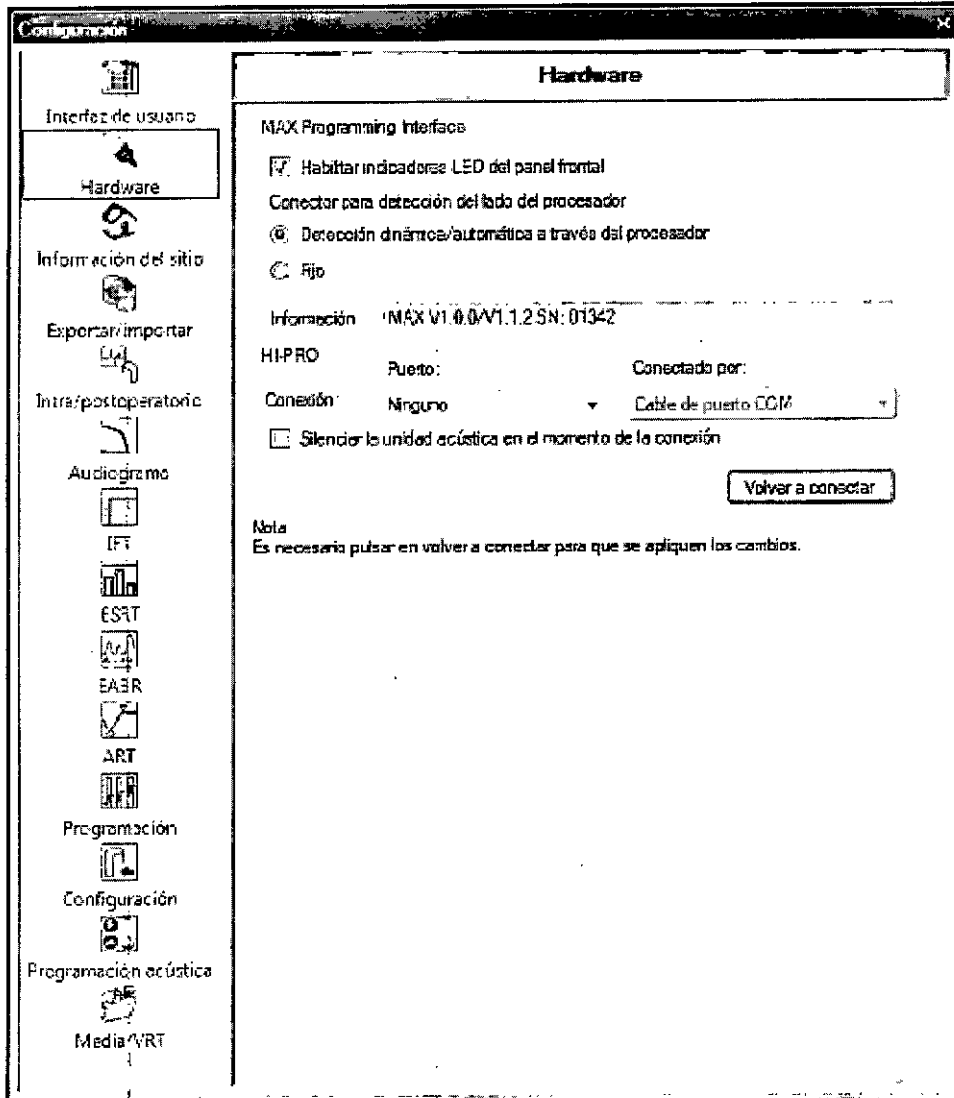 Configuración
Interfaz de usuario
Hardware
Información del sitio
Exportar/importar
Intra/postoperatorio
Audiograma
IFT
ESRT
EABR
ART
Programación
Configuración
Programación acústica
Media/VRT
Hardware
MAX Programming Interface
Habilitar indicadores LED del panel frontal
Conectar para detección del lado del procesador
Detección dinámica/automática a través del procesador
Fijo
Información MAX V1.0.0/V1.1.2 SN: 01342
HI-PRO
Puerto: Conectado por:
Conexión: Ninguno Cable de puerto COM
Silenciar la unidad acústica en el momento de la conexión
Volver a conectar
Nota
Es necesario pulsar en volver a conectar para que se apliquen los cambios.